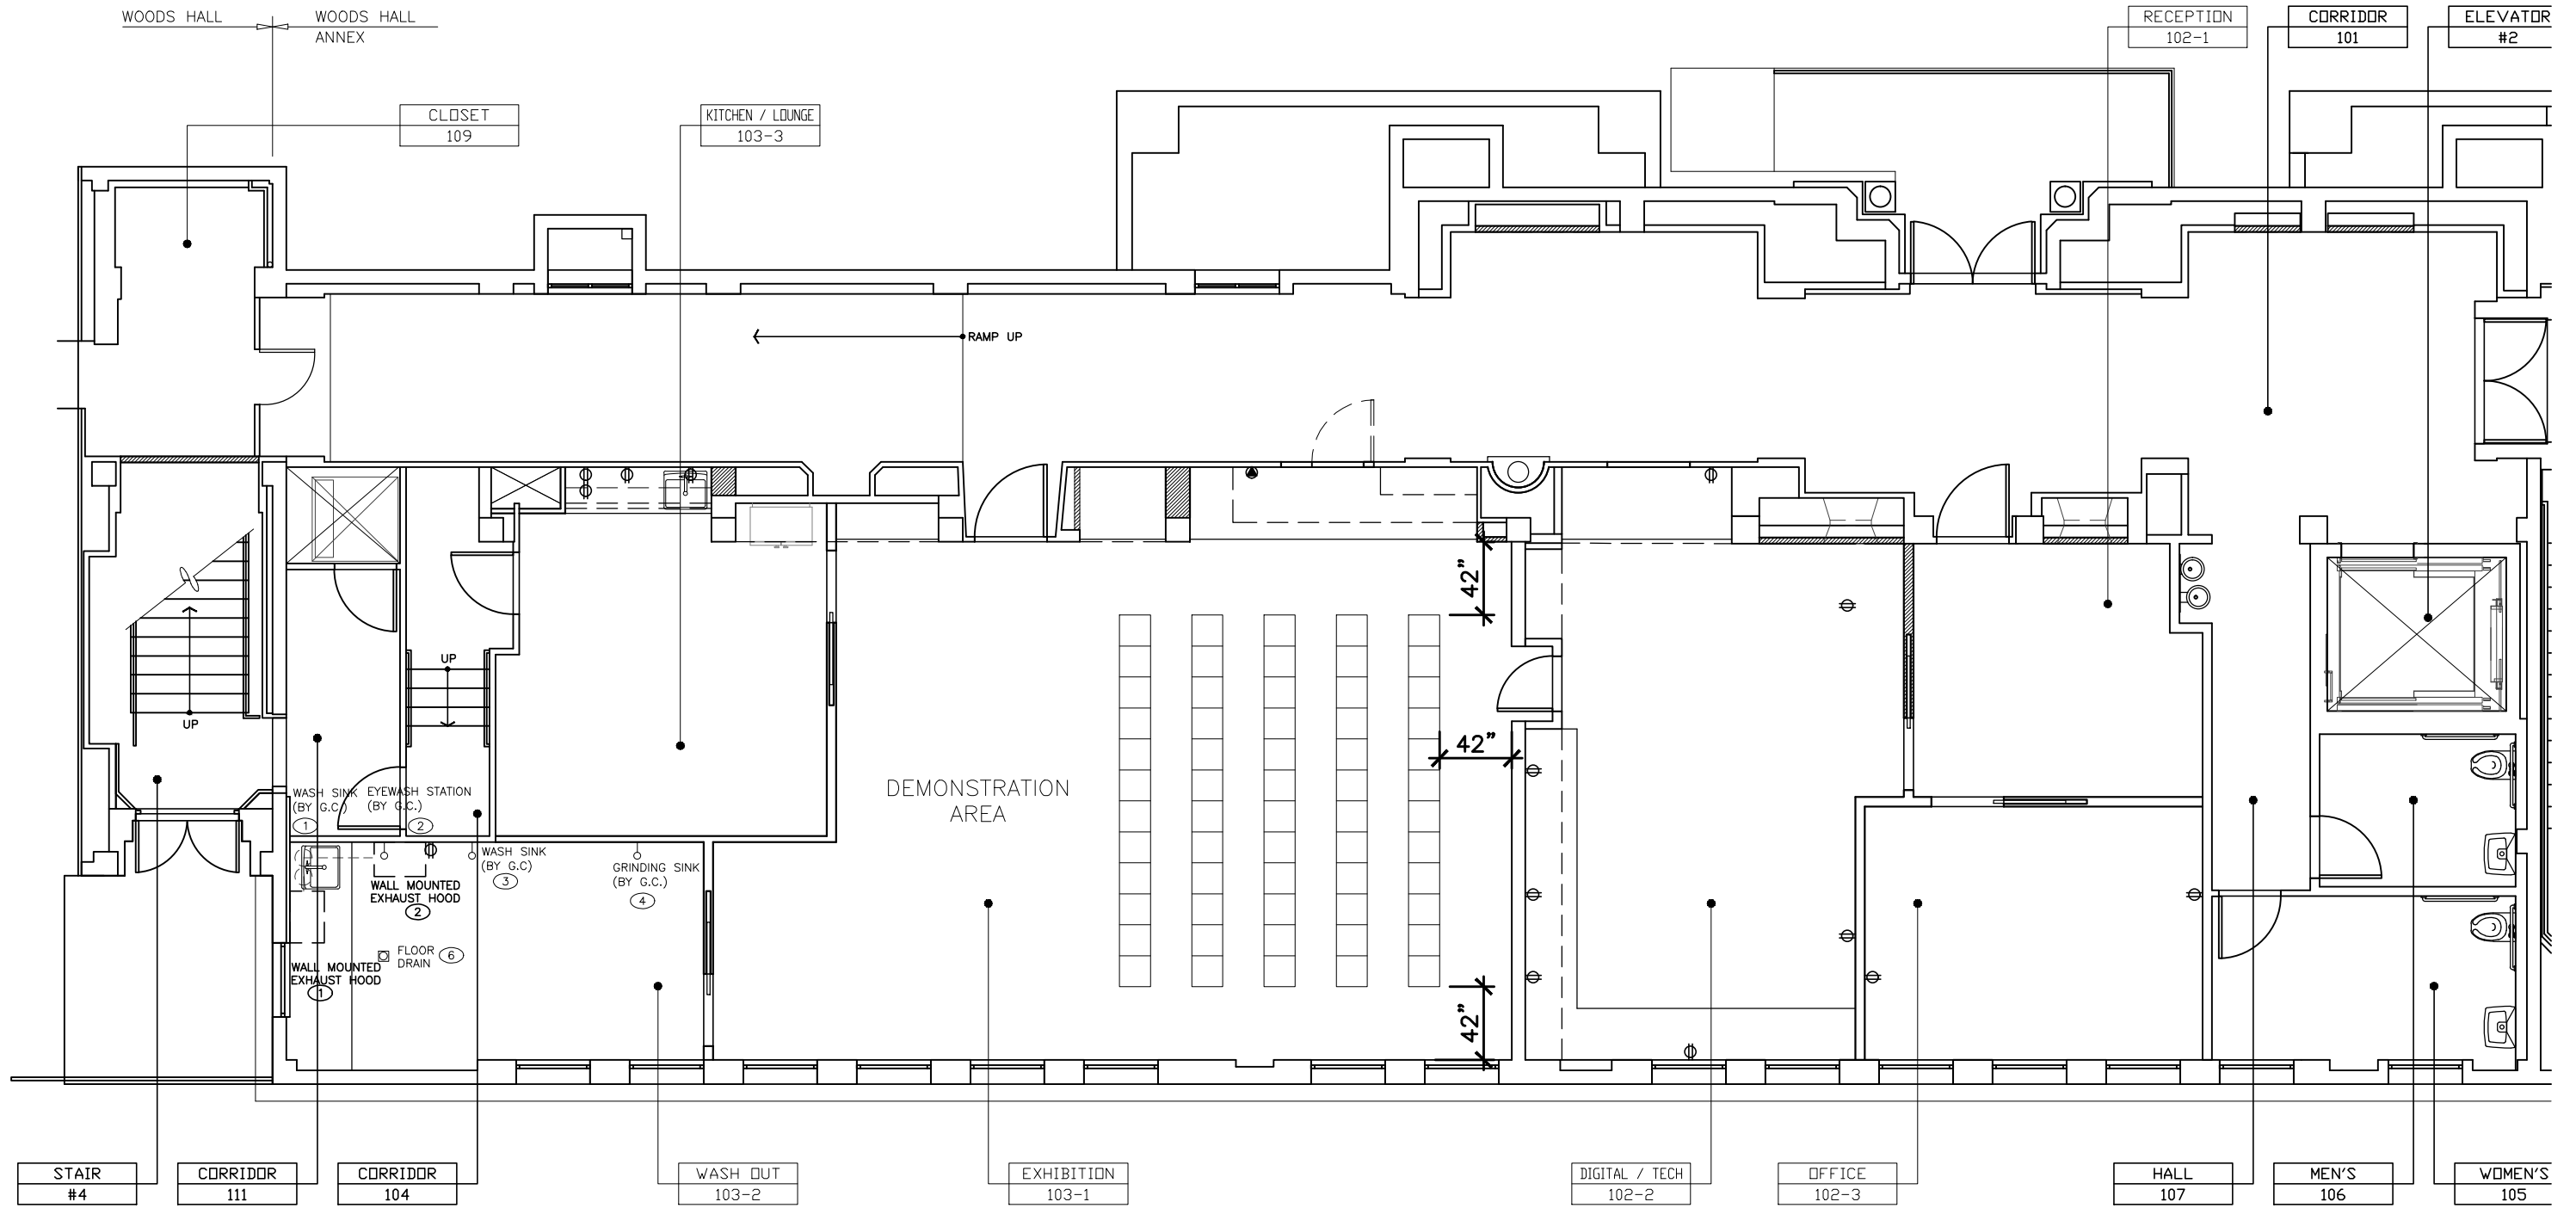 WOODS HALL
WOODS HALL
ANNEX
RECEPTION
102-1
CORRIDOR
101
ELEVATOR
#2
CLOSET
109
KITCHEN / LOUNGE
103-3
RAMP UP
42"
UP
UP
42"
DEMONSTRATION
AREA
WASH SINK
(BY G.C.)
1
EYEWASH STATION
(BY G.C.)
2
WASH SINK
(BY G.C)
3
GRINDING SINK
(BY G.C.)
4
WALL MOUNTED
EXHAUST HOOD
2
FLOOR
DRAIN
6
WALL MOUNTED
EXHAUST HOOD
1
42"
STAIR
#4
CORRIDOR
111
CORRIDOR
104
WASH OUT
103-2
EXHIBITION
103-1
DIGITAL / TECH
102-2
OFFICE
102-3
HALL
107
MEN'S
106
WOMEN'S
105